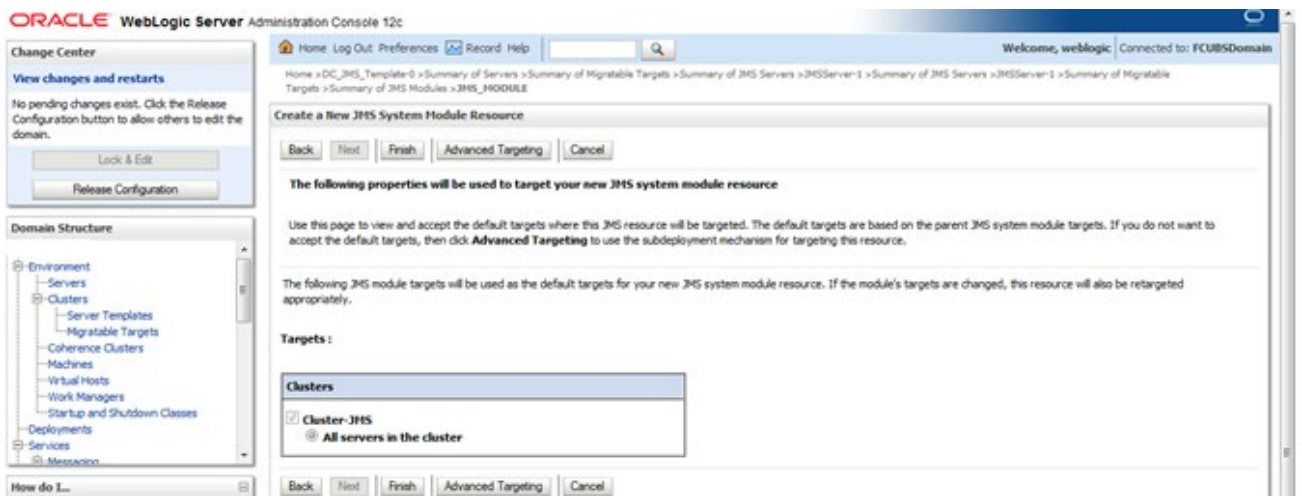 ORACLE WebLogic Server Administration Console 12c
Change Center
View changes and restarts
No pending changes exist. Click the Release
Configuration button to allow others to edit the
domain.
Lock & Edit
Release Configuration
Domain Structure
Environment
Servers
Clusters
Server Templates
Migratable Targets
Coherence Clusters
Machines
Virtual Hosts
Work Managers
Startup and Shutdown Classes
Deployments
Services
Messaging
How do I...
Home Log Out Preferences Record Help
Welcome, weblogic Connected to: FCUBSDomain
Home >DC_JMS_Template-0 >Summary of Servers >Summary of Migratable Targets >Summary of JMS Servers >JMSServer-1 >Summary of JMS Servers >JMSServer-1 >Summary of Migratable
Targets >Summary of JMS Modules >JMS_MODULE
Create a New JMS System Module Resource
Back Next Finish Advanced Targeting Cancel
The following properties will be used to target your new JMS system module resource
Use this page to view and accept the default targets where this JMS resource will be targeted. The default targets are based on the parent JMS system module targets. If you do not want to
accept the default targets, then click Advanced Targeting to use the subdeployment mechanism for targeting this resource.
The following JMS module targets will be used as the default targets for your new JMS system module resource. If the module's targets are changed, this resource will also be retargeted
appropriately.
Targets :
Clusters
Cluster-JMS
All servers in the cluster
Back Next Finish Advanced Targeting Cancel